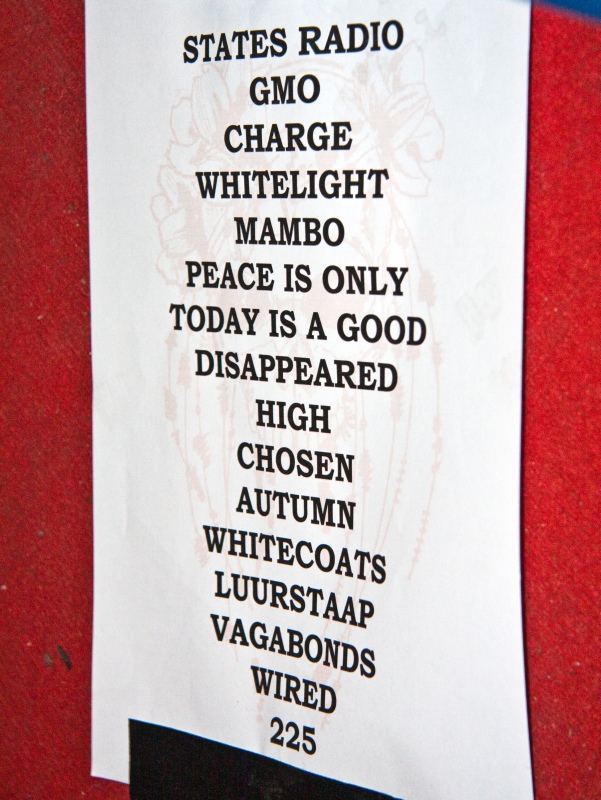 STATES RADIO
GMO
CHARGE
WHITELIGHT
MAMBO
PEACE IS ONLY
TODAY IS A GOOD
DISAPPEARED
HIGH
CHOSEN
AUTUMN
WHITECOATS
LUURSTAAP
VAGABONDS
WIRED
225